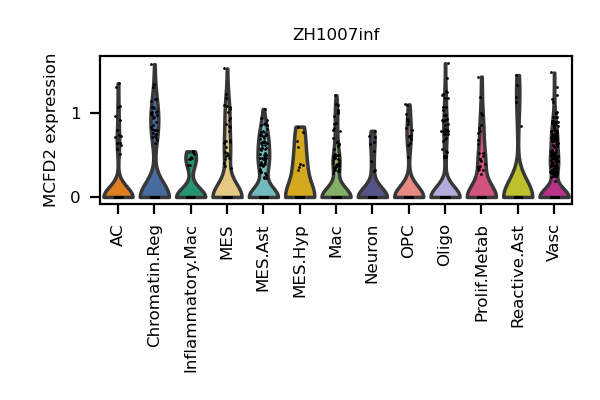 ZH1007inf
MCFD2 expression
1
0
AC
Chromatin.Reg
Inflammatory.Mac
MES
MES.Ast
MES.Hyp
Mac
Neuron
OPC
Oligo
Prolif.Metab
Reactive.Ast
Vasc